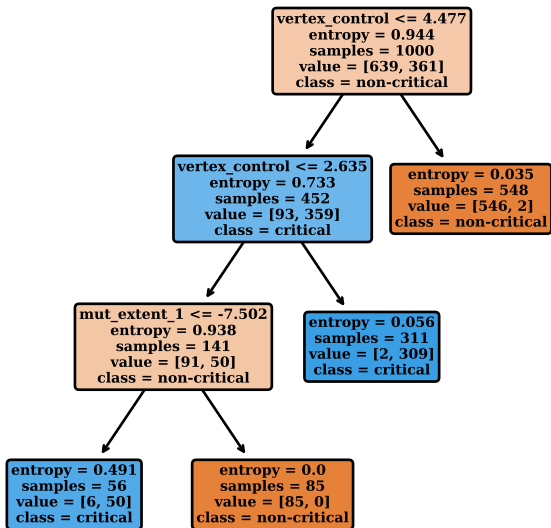 vertex_control <= 4.477
entropy = 0.944
samples = 1000
value = [639, 361]
class = non-critical
vertex_control <= 2.635
entropy = 0.733
samples = 452
value = [93, 359]
class = critical
entropy = 0.035
samples = 548
value = [546, 2]
class = non-critical
mut_extent_1 <= -7.502
entropy = 0.938
samples = 141
value = [91, 50]
class = non-critical
entropy = 0.056
samples = 311
value = [2, 309]
class = critical
entropy = 0.491
samples = 56
value = [6, 50]
class = critical
entropy = 0.0
samples = 85
value = [85, 0]
class = non-critical